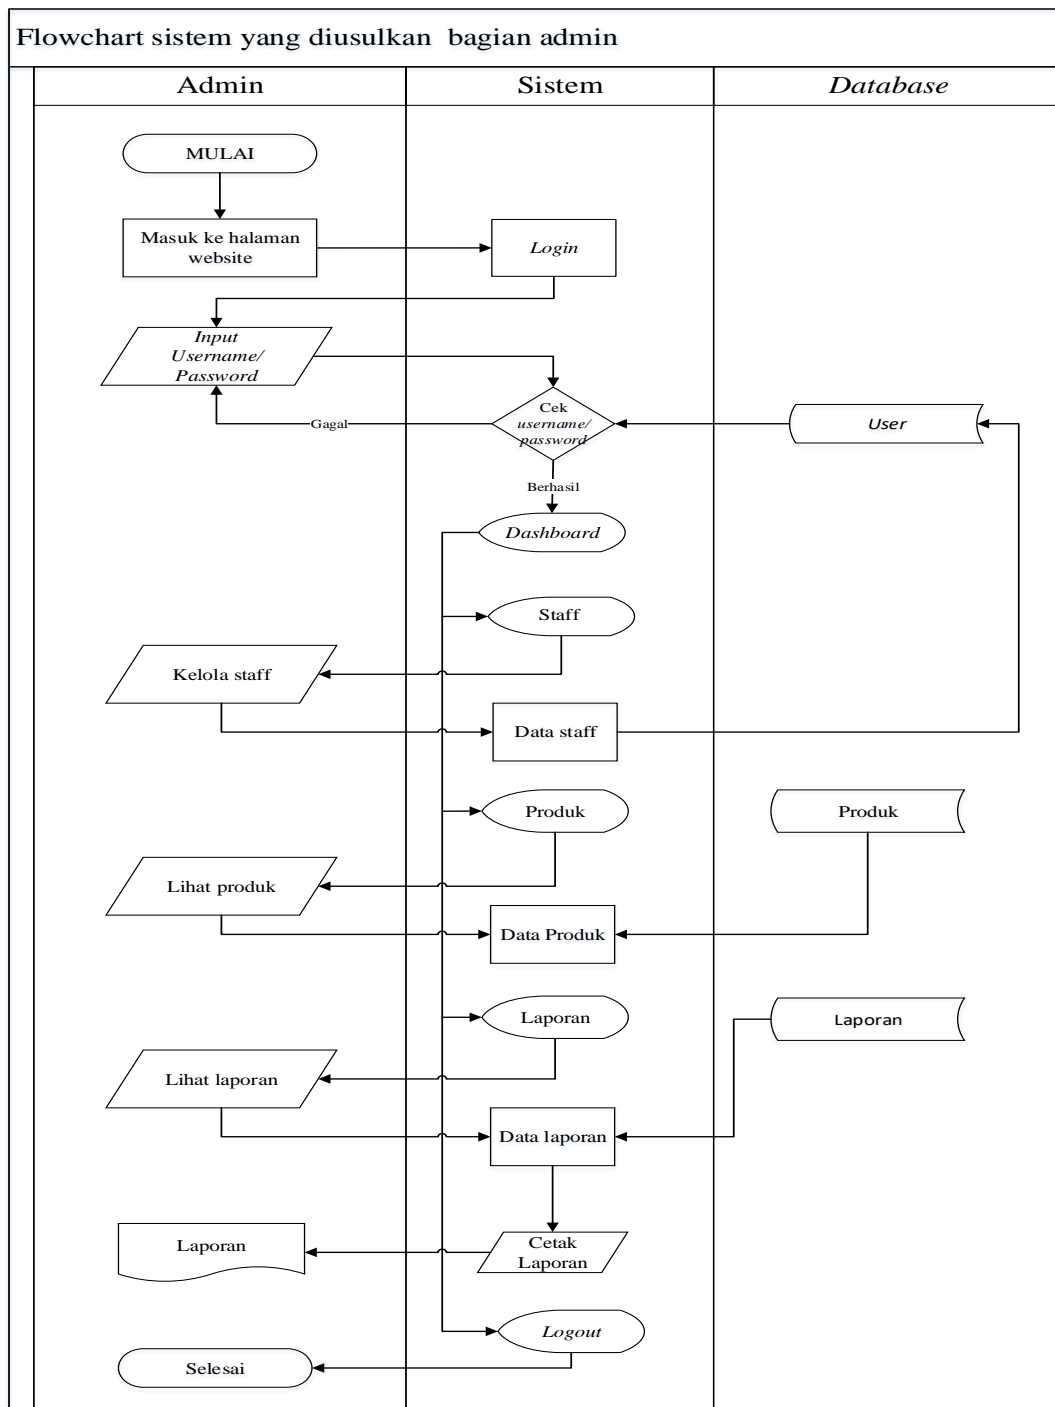 Flowchart sistem yang diusulkan bagian admin
Admin
Sistem
Database
MULAI
Masuk ke halaman
website
Login
Input
Username/
Password
Cek
username/
password
User
Gagal
Berhasil
Dashboard
Staff
Kelola staff
Data staff
Produk
Produk
Lihat produk
Data Produk
Laporan
Laporan
Lihat laporan
Data laporan
Laporan
Cetak
Laporan
Logout
Selesai